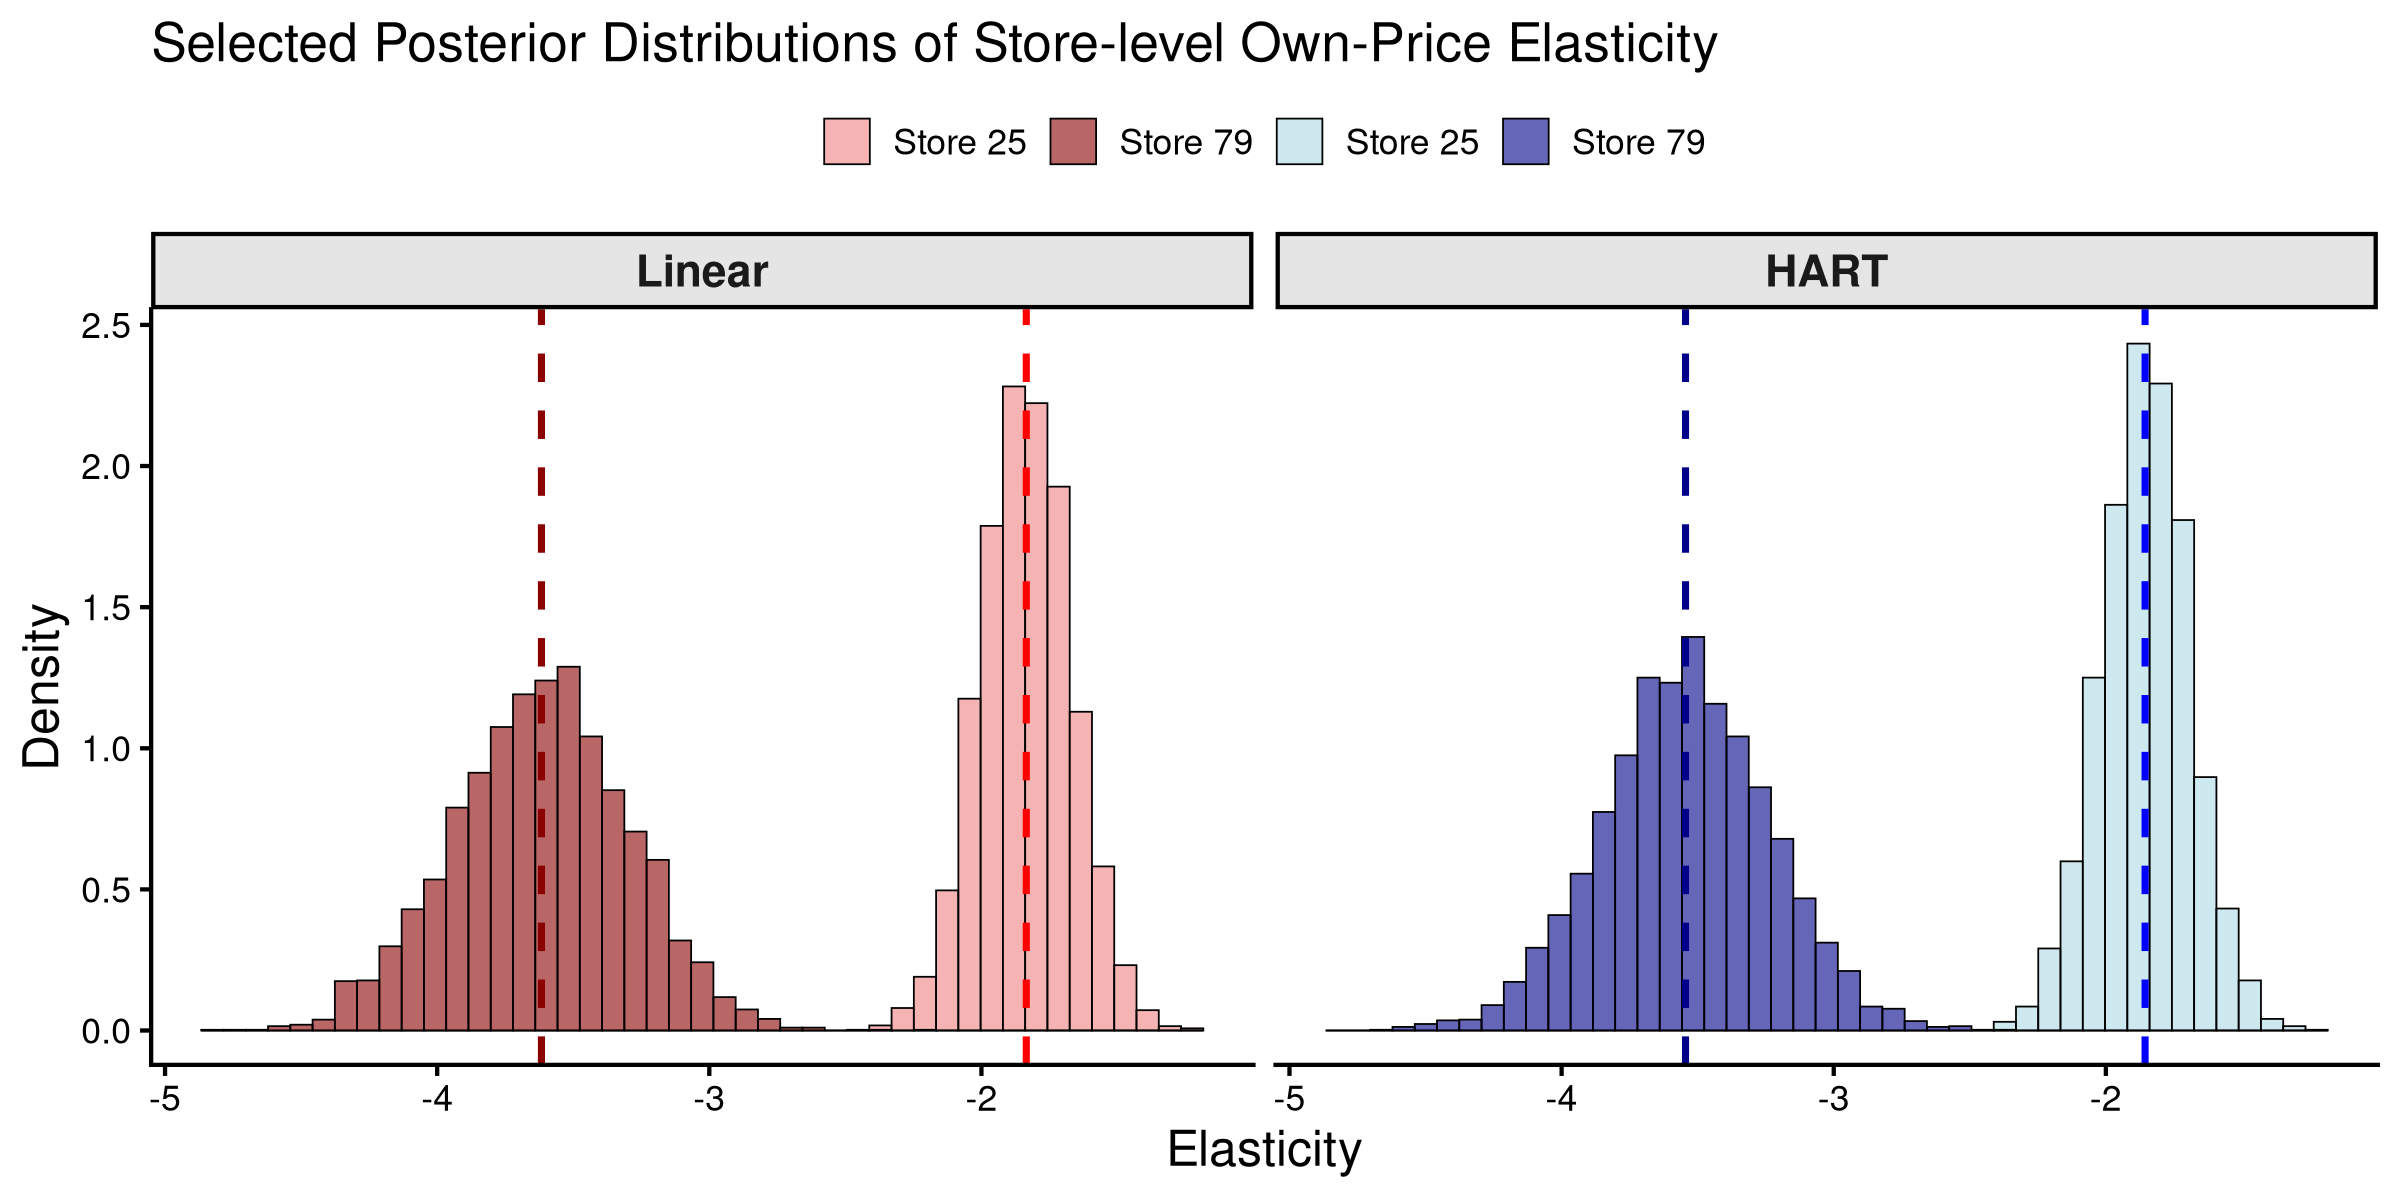 Selected Posterior Distributions of Store-level Own-Price Elasticity
Store 25 Store 79 Store 25 Store 79
Linear HART
2.5
2.0
1.5
1.0
0.5
0.0
Density
-5 -4 -3 -2 -5 -4 -3 -2
Elasticity